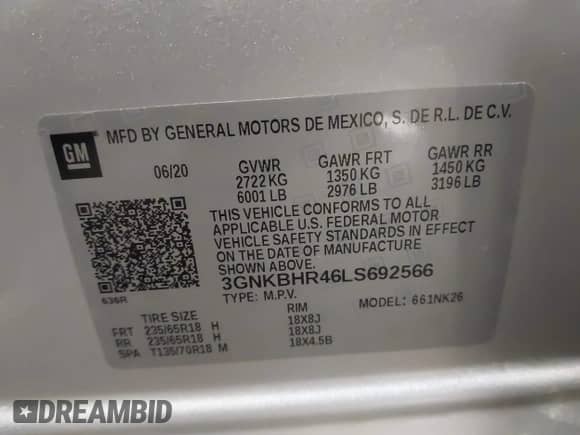 GM
MFD BY GENERAL MOTORS DE MEXICO, S. DE R.L. DE C.V.
06/20 GVWR GAWR FRT GAWR RR
2722 KG 1350 KG 1450 KG
6001 LB 2976 LB 3196 LB
THIS VEHICLE CONFORMS TO ALL
APPLICABLE U.S. FEDERAL MOTOR
VEHICLE SAFETY STANDARDS IN EFFECT
ON THE DATE OF MANUFACTURE
SHOWN ABOVE.
3GNKBHR46LS692566
636R
TYPE: M.P.V. MODEL: 661NK26
TIRE SIZE RIM
FRT 235/65R18 H 18X8J
RR 235/65R18 H 18X8J
SPA T135/70R18 M 18X4.5B
DREAMBID